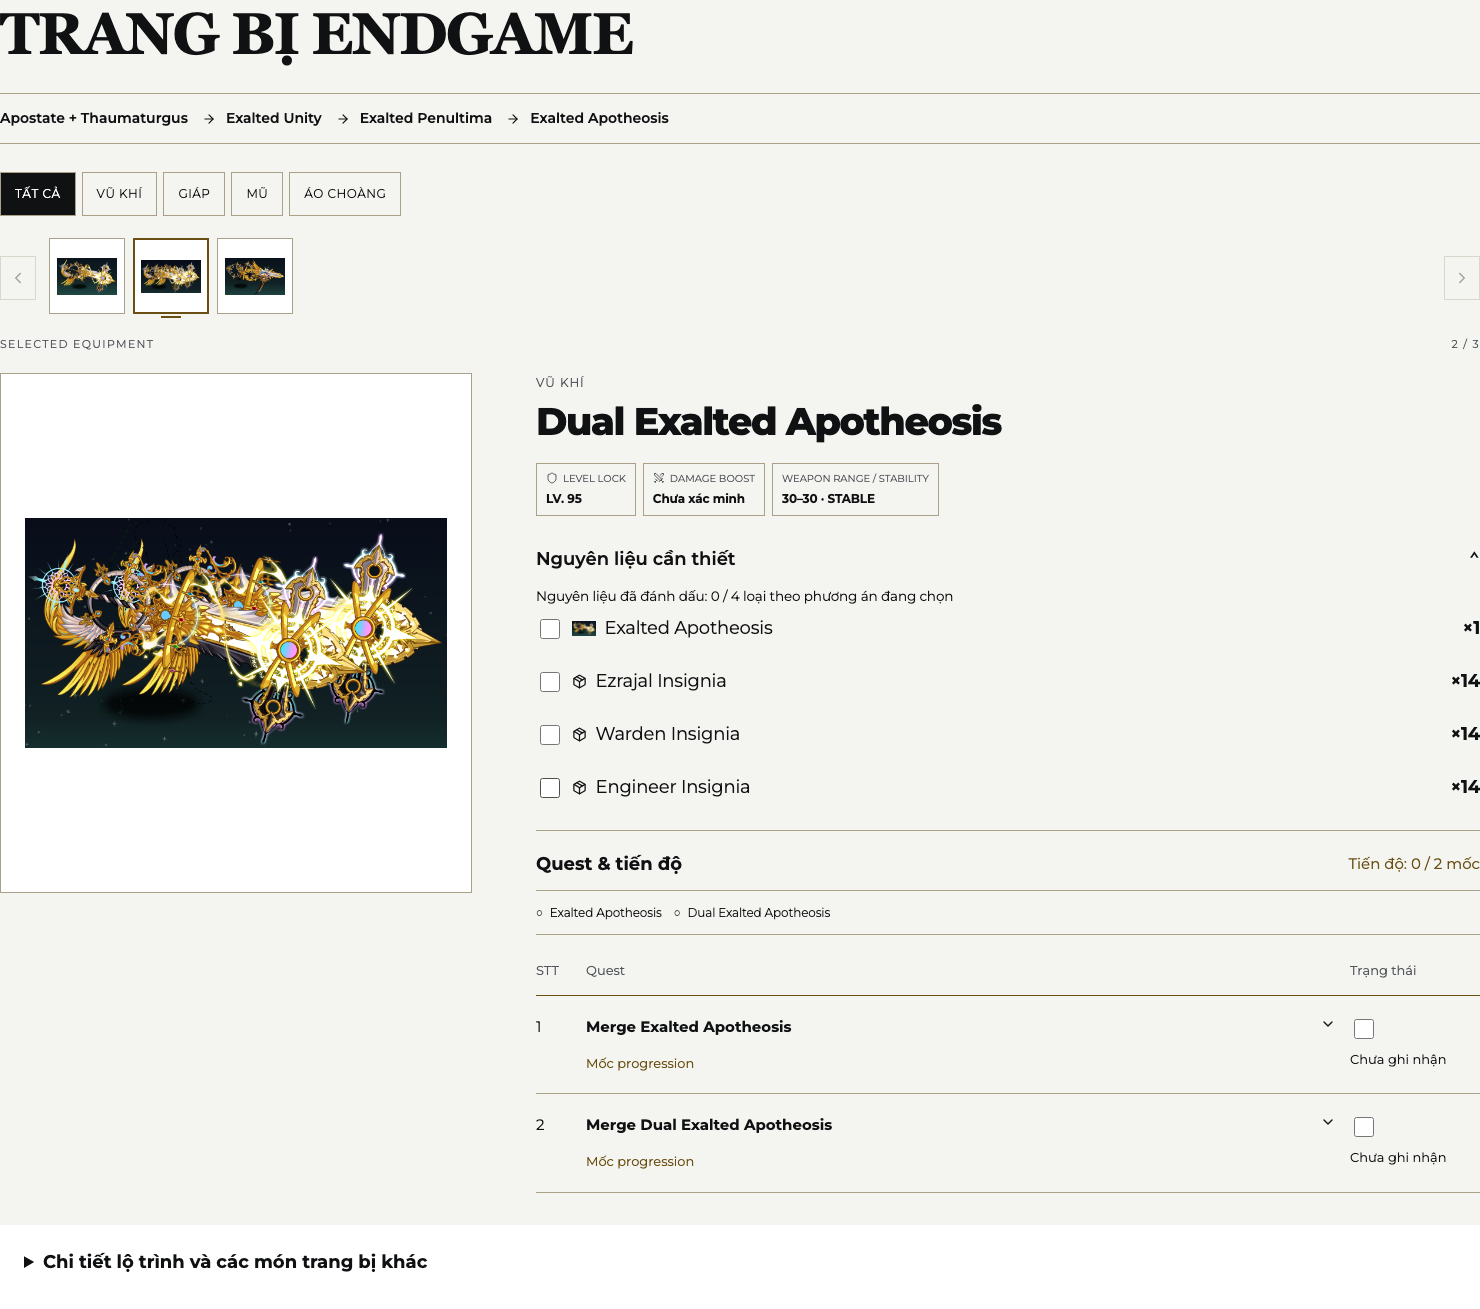 TRANG BỊ ENDGAME
Apostate + Thaumaturgus → Exalted Unity → Exalted Penultima → Exalted Apotheosis
TẤT CẢ VŨ KHÍ GIÁP MŨ ÁO CHOÀNG
SELECTED EQUIPMENT 2 / 3
VŨ KHÍ
Dual Exalted Apotheosis
LEVEL LOCK DAMAGE BOOST WEAPON RANGE / STABILITY
LV. 95 Chưa xác minh 30–30 · STABLE
Nguyên liệu cần thiết
Nguyên liệu đã đánh dấu: 0 / 4 loại theo phương án đang chọn
Exalted Apotheosis ×1
Ezrajal Insignia ×14
Warden Insignia ×14
Engineer Insignia ×14
Quest & tiến độ Tiến độ: 0 / 2 mốc
○ Exalted Apotheosis ○ Dual Exalted Apotheosis
STT Quest Trạng thái
1 Merge Exalted Apotheosis
Mốc progression Chưa ghi nhận
2 Merge Dual Exalted Apotheosis
Mốc progression Chưa ghi nhận
Chi tiết lộ trình và các món trang bị khác